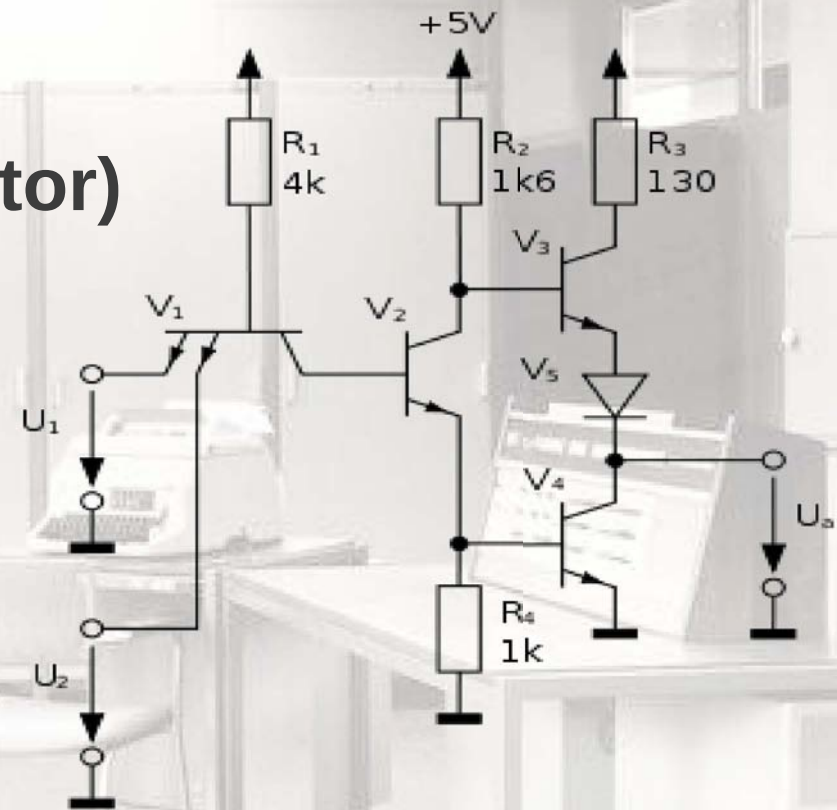 +5V
tor)
R₁
4k
R₂
1k6
R₃
130
V₃
V₁
V₂
V₅
U₁
V₄
Uₐ
R₄
1k
U₂